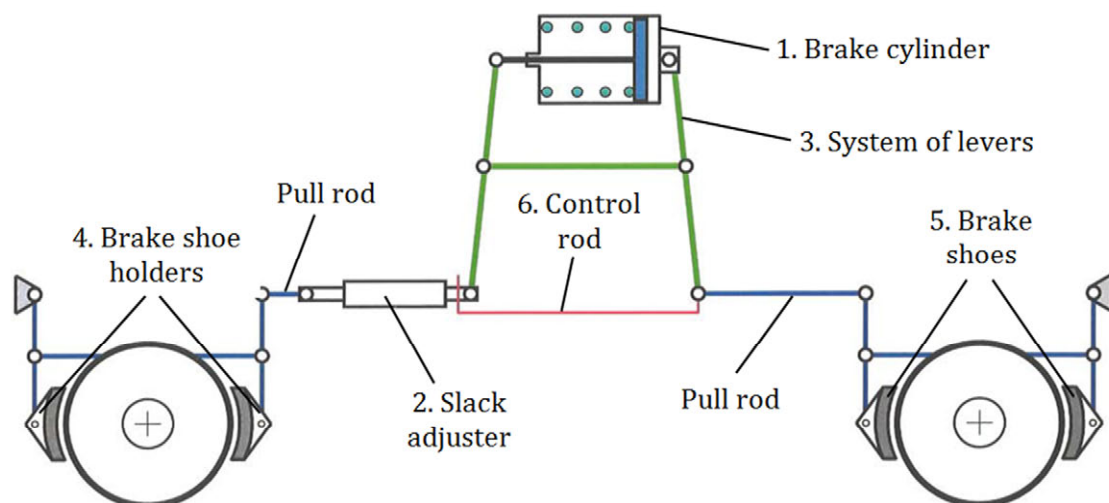 1. Brake cylinder
3. System of levers
Pull rod
6. Control
rod
4. Brake shoe
holders
5. Brake
shoes
2. Slack
adjuster
Pull rod